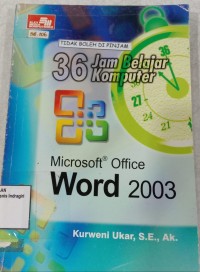 TIDAK BOLEH DI PINJAM
36 Jam Belajar
Komputer
Microsoft® Office
Word 2003
Kurweni Ukar, S.E., Ak.